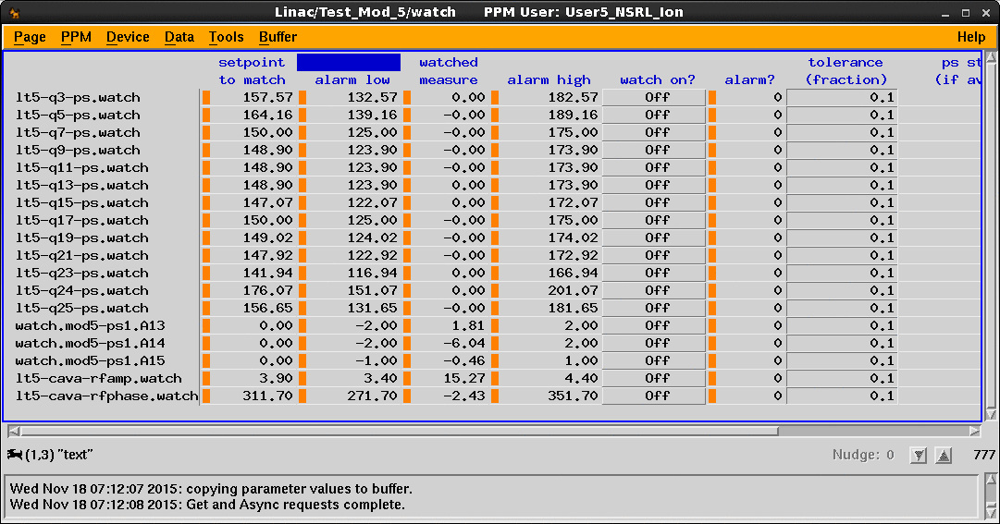 Linac/Test_Mod_5/watch PPM User: User5_NSRL_Ion
Page PPM Device Data Tools Buffer Help
setpoint watched tolerance ps st
to match alarm low measure alarm high watch on? alarm? (fraction) (if av
lt5-q3-ps.watch 157.57 132.57 0.00 182.57 Off 0 0.1
lt5-q5-ps.watch 164.16 139.16 -0.00 189.16 Off 0 0.1
lt5-q7-ps.watch 150.00 125.00 -0.00 175.00 Off 0 0.1
lt5-q9-ps.watch 148.90 123.90 -0.00 173.90 Off 0 0.1
lt5-q11-ps.watch 148.90 123.90 -0.00 173.90 Off 0 0.1
lt5-q13-ps.watch 148.90 123.90 0.00 173.90 Off 0 0.1
lt5-q15-ps.watch 147.07 122.07 -0.00 172.07 Off 0 0.1
lt5-q17-ps.watch 150.00 125.00 -0.00 175.00 Off 0 0.1
lt5-q19-ps.watch 149.02 124.02 -0.00 174.02 Off 0 0.1
lt5-q21-ps.watch 147.92 122.92 -0.00 172.92 Off 0 0.1
lt5-q23-ps.watch 141.94 116.94 0.00 166.94 Off 0 0.1
lt5-q24-ps.watch 176.07 151.07 0.00 201.07 Off 0 0.1
lt5-q25-ps.watch 156.65 131.65 -0.00 181.65 Off 0 0.1
watch.mod5-ps1.A13 0.00 -2.00 1.81 2.00 Off 0 0.1
watch.mod5-ps1.A14 0.00 -2.00 -6.04 2.00 Off 0 0.1
watch.mod5-ps1.A15 0.00 -1.00 -0.46 1.00 Off 0 0.1
lt5-cava-rfamp.watch 3.90 3.40 15.27 4.40 Off 0 0.1
lt5-cava-rfphase.watch 311.70 271.70 -2.43 351.70 Off 0 0.1
(1,3) "text" Nudge: 0 777
Wed Nov 18 07:12:07 2015: copying parameter values to buffer.
Wed Nov 18 07:12:08 2015: Get and Async requests complete.